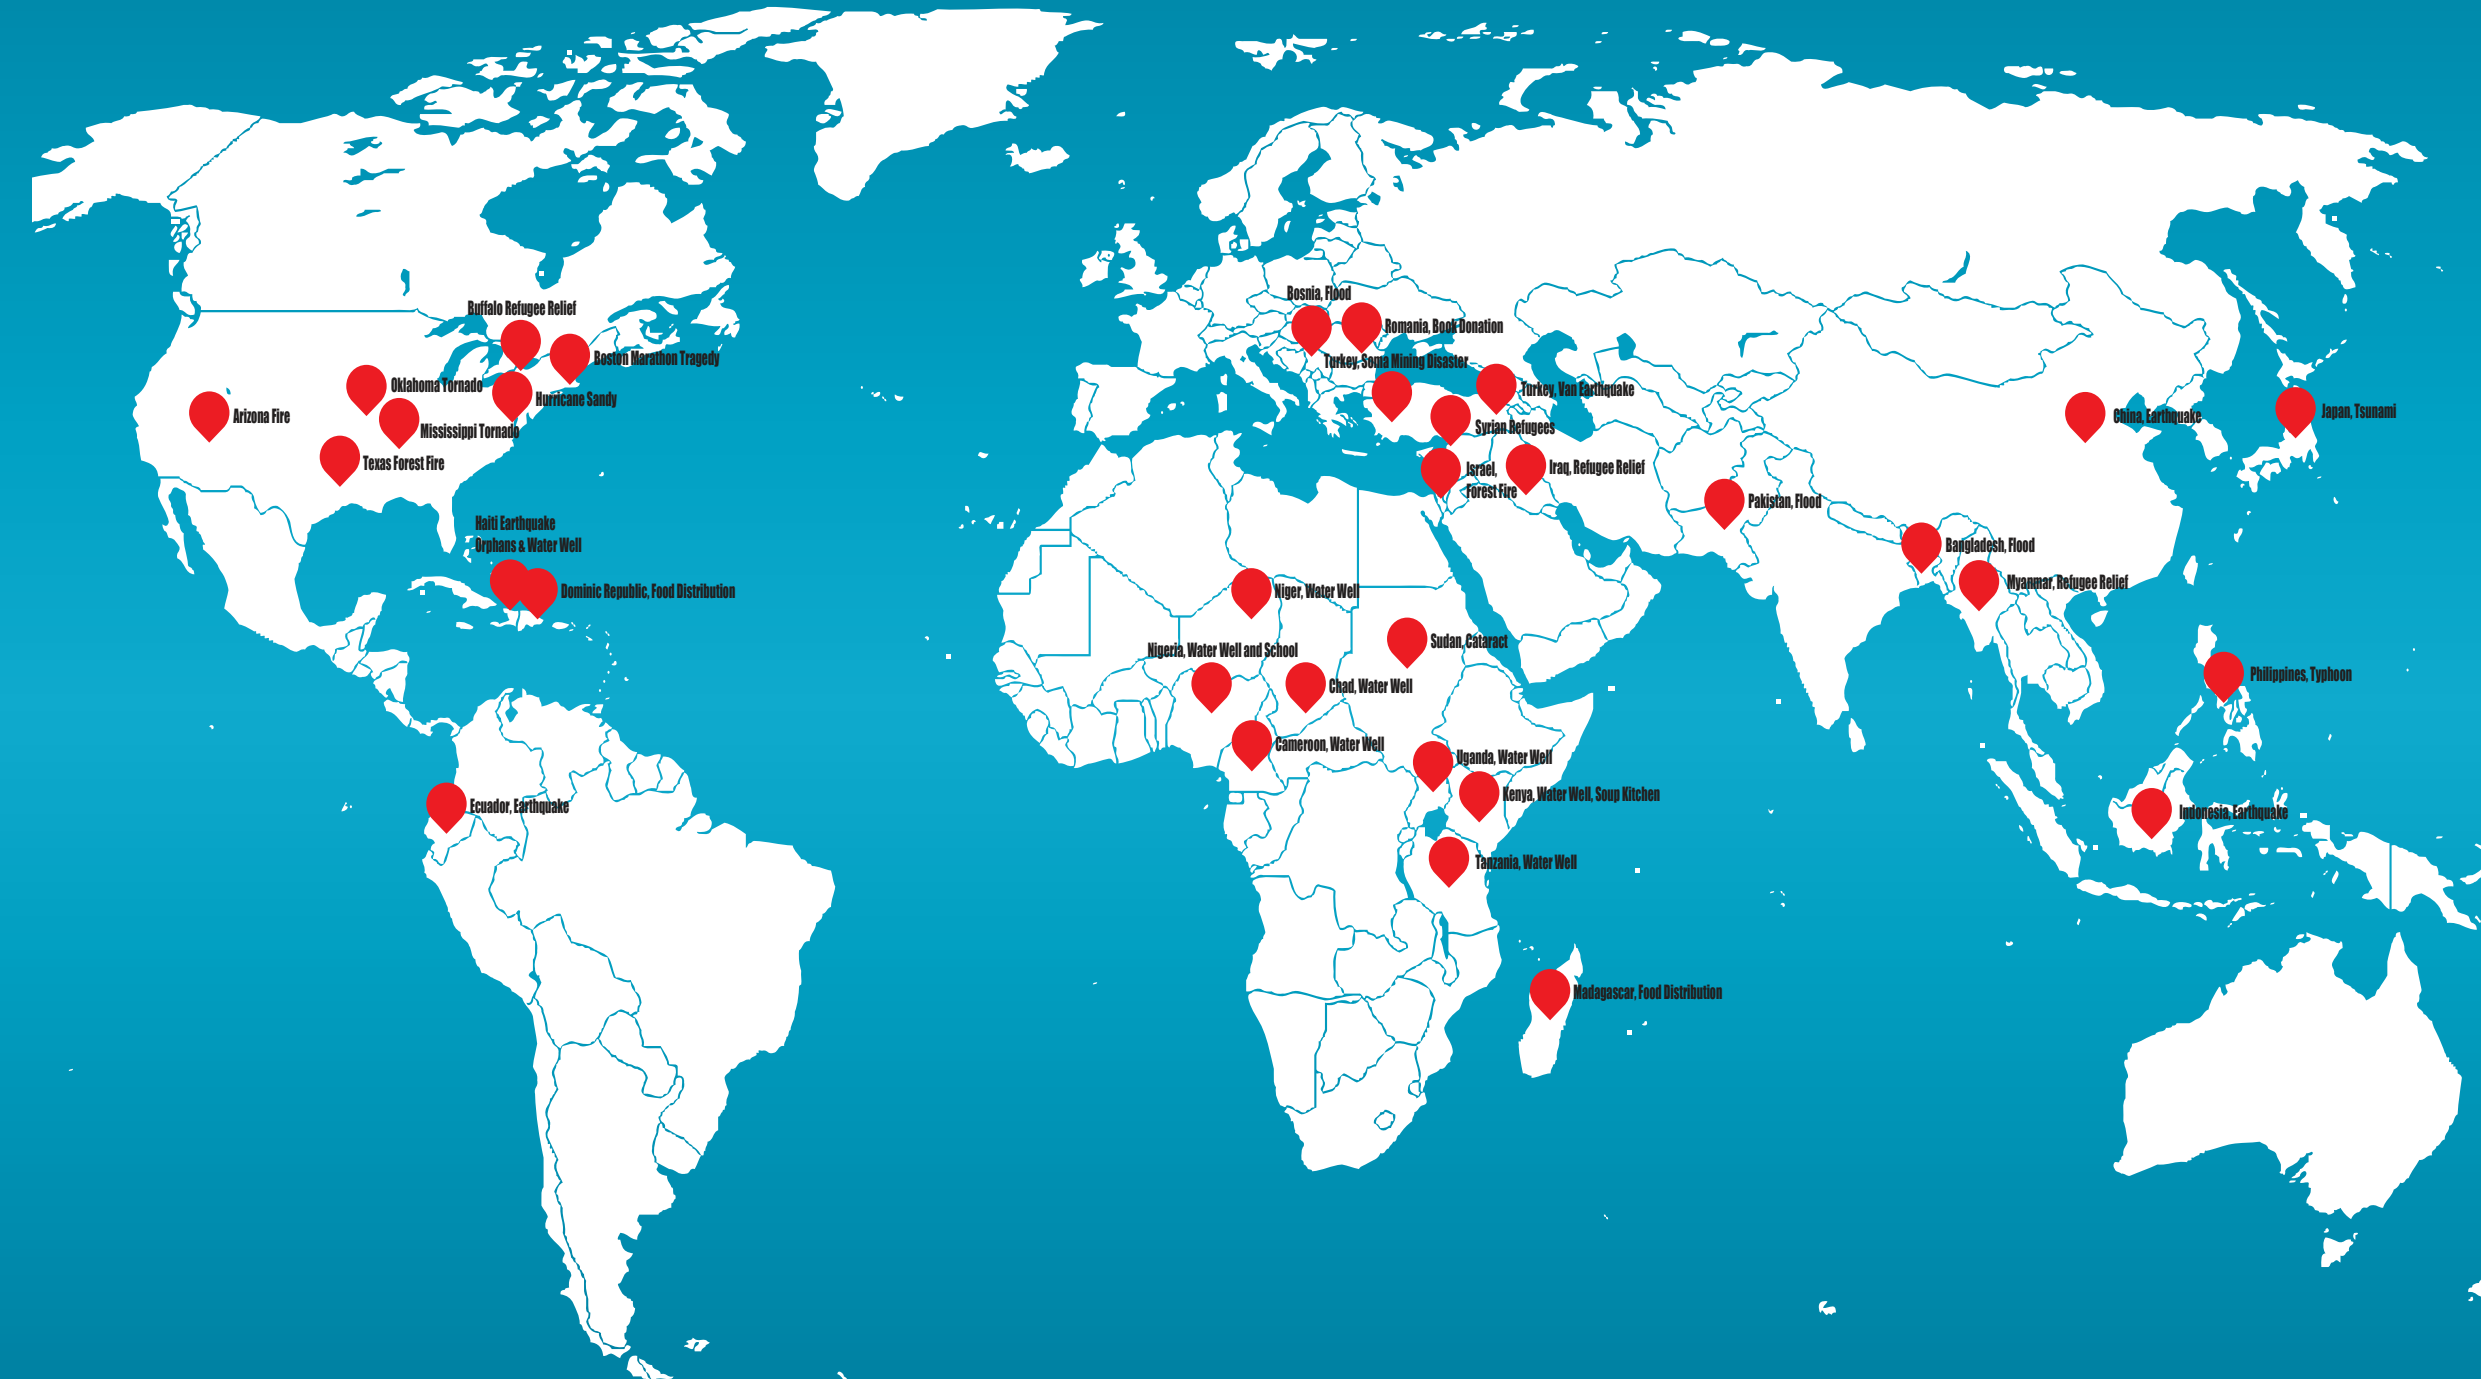 Bosnia, Flood
Buffalo Refugee Relief
Romania, Book Donation
Boston Marathon Tragedy
Turkey, Soma Mining Disaster
Oklahoma Tornado
Turkey, Van Earthquake
Hurricane Sandy
Japan, Tsunami
Arizona Fire
China, Earthquake
Syrian Refugees
Mississippi Tornado
Texas Forest Fire
Israel,
Forest Fire
Iraq, Refugee Relief
Pakistan, Flood
Haiti Earthquake
Orphans & Water Well
Bangladesh, Flood
Myanmar, Refugee Relief
Dominic Republic, Food Distribution
Niger, Water Well
Sudan, Cataract
Nigeria, Water Well and School
Philippines, Typhoon
Chad, Water Well
Cameroon, Water Well
Uganda, Water Well
Kenya, Water Well, Soup Kitchen
Ecuador, Earthquake
Indonesia, Earthquake
Tanzania, Water Well
Madagascar, Food Distribution